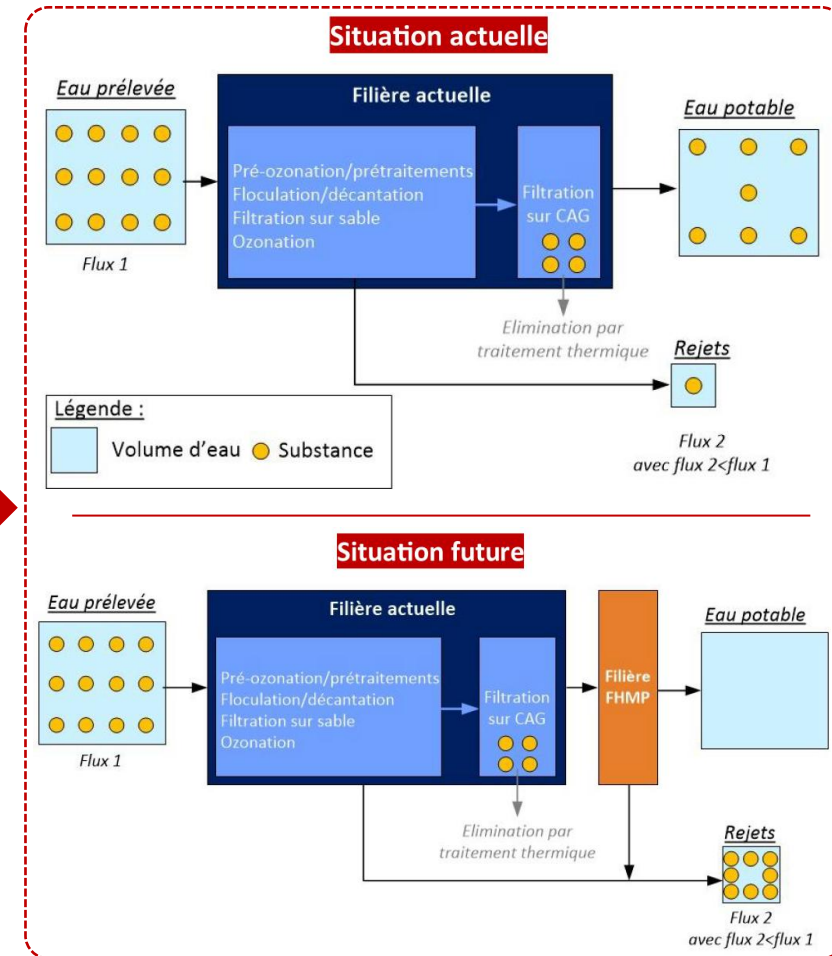 Situation actuelle
Eau prélevée
Filière actuelle
Eau potable
Pré-ozonation/prétraitements
Floculation/décantation
Filtration sur sable
Ozonation
Filtration
sur CAG
Flux 1
Elimination par
traitement thermique
Rejets
Légende :
Volume d'eau
Substance
Flux 2
avec flux 2<flux 1
Situation future
Eau prélevée
Filière actuelle
Eau potable
Pré-ozonation/prétraitements
Floculation/décantation
Filtration sur sable
Ozonation
Filtration
sur CAG
Filière
FHMP
Flux 1
Elimination par
traitement thermique
Rejets
Flux 2
avec flux 2<flux 1